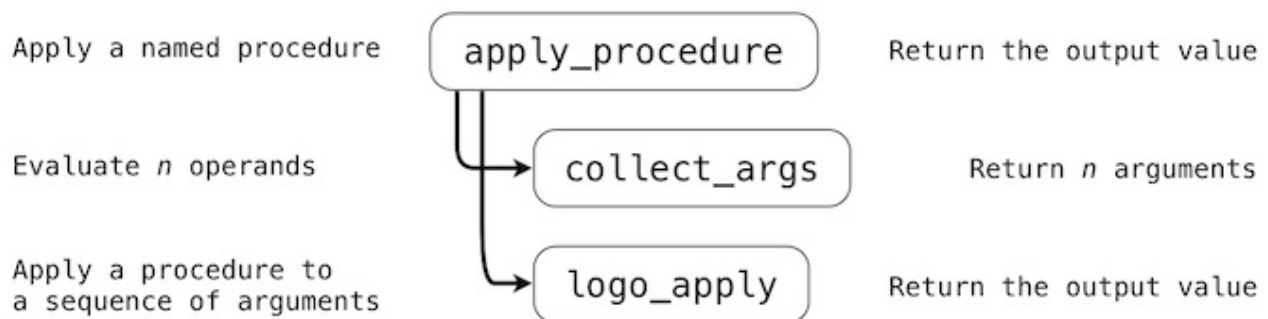 Apply a named procedure
apply_procedure
Return the output value
Evaluate n operands
collect_args
Return n arguments
Apply a procedure to
a sequence of arguments
logo_apply
Return the output value